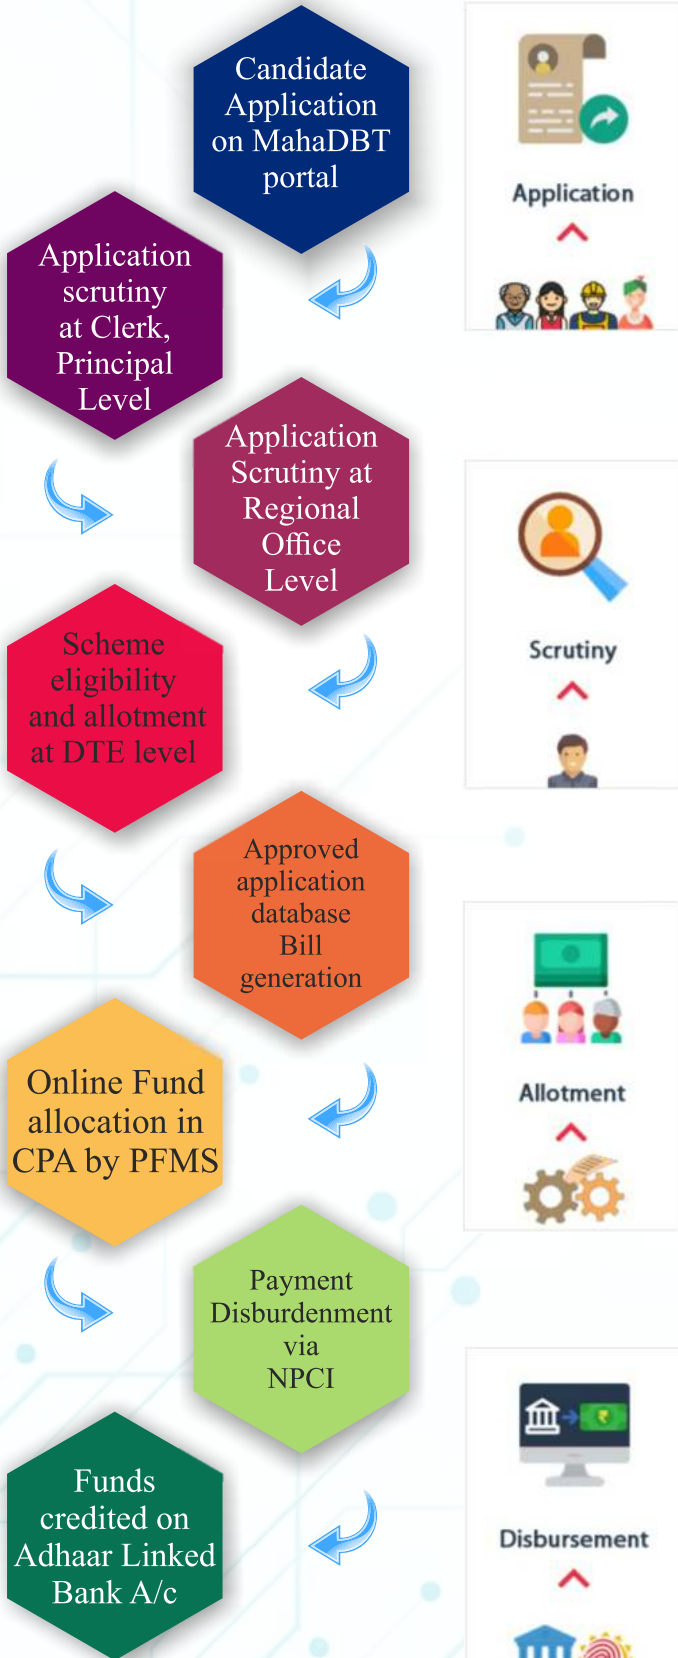 Candidate
Application
on MahaDBT
portal
Application
Application
scrutiny
at Clerk,
Principal
Level
Application
Scrutiny at
Regional
Office
Level
Scrutiny
Scheme
eligibility
and allotment
at DTE level
Approved
application
database
Bill
generation
Allotment
Online Fund
allocation in
CPA by PFMS
Payment
Disburdenment
via
NPCI
Funds
credited on
Adhaar Linked
Bank A/c
₹
Disbursement